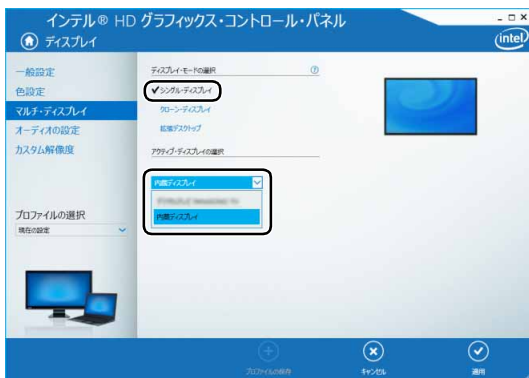 インテル® HD グラフィックス・コントロール・パネル
ディスプレイ
intel
一般設定
色設定
マルチ・ディスプレイ
オーディオの設定
カスタム解像度
プロファイルの選択
現在の設定
ディスプレイ・モードの選択
✔シングル・ディスプレイ
クローン・ディスプレイ
拡張デスクトップ
アクティブ・ディスプレイの選択
内蔵ディスプレイ
内蔵ディスプレイ
プロファイルの保存
キャンセル
適用